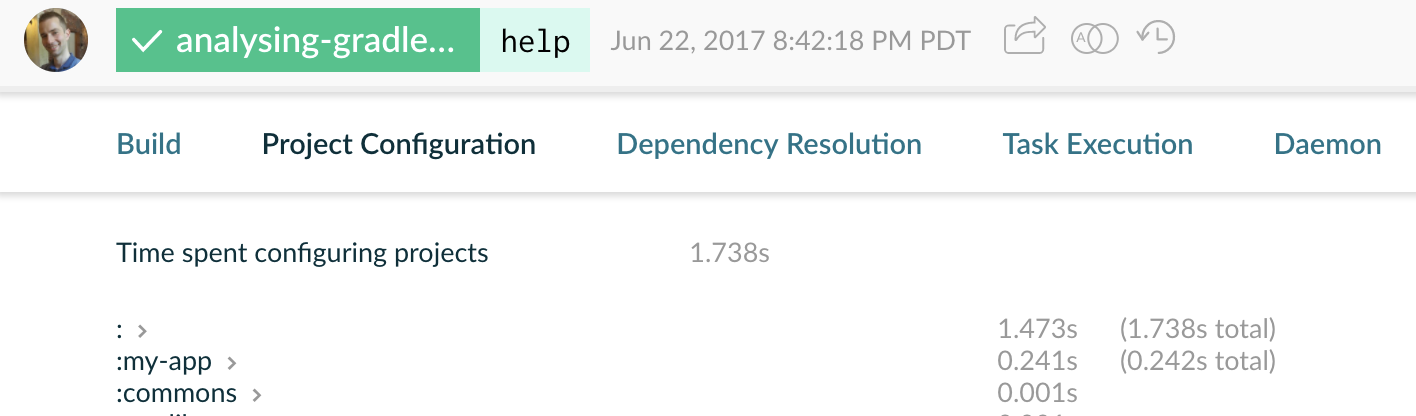 analysing-gradle... help Jun 22, 2017 8:42:18 PM PDT
Build Project Configuration Dependency Resolution Task Execution Daemon
Time spent configuring projects 1.738s
: 1.473s (1.738s total)
:my-app 0.241s (0.242s total)
:commons 0.001s